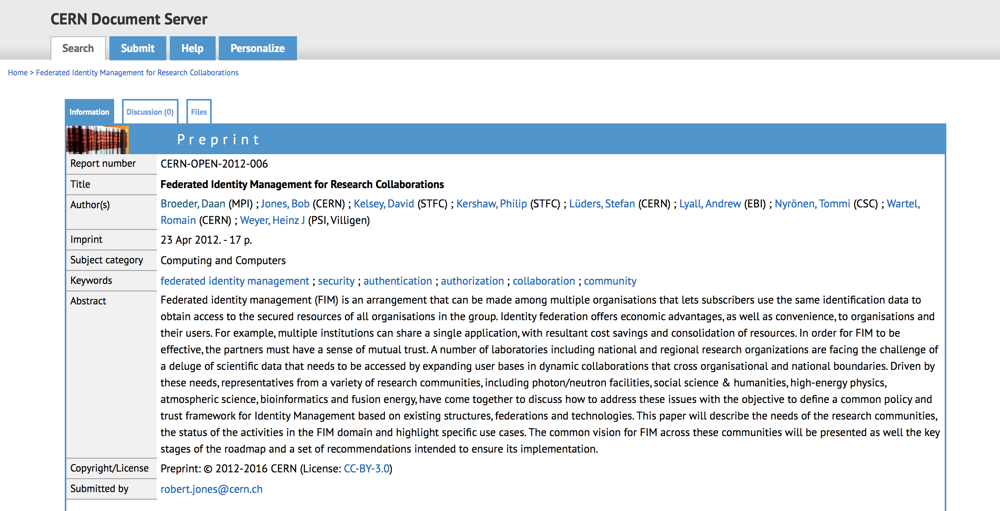 CERN Document Server
Search Submit Help Personalize
Home > Federated Identity Management for Research Collaborations
Information Discussion (0) Files
Preprint
Report number CERN-OPEN-2012-006
Title Federated Identity Management for Research Collaborations
Author(s) Broeder, Daan (MPI) ; Jones, Bob (CERN) ; Kelsey, David (STFC) ; Kershaw, Philip (STFC) ; Lüders, Stefan (CERN) ; Lyall, Andrew (EBI) ; Nyrönen, Tommi (CSC) ; Wartel,
Romain (CERN) ; Weyer, Heinz J (PSI, Villigen)
Imprint 23 Apr 2012. - 17 p.
Subject category Computing and Computers
Keywords federated identity management ; security ; authentication ; authorization ; collaboration ; community
Abstract Federated identity management (FIM) is an arrangement that can be made among multiple organisations that lets subscribers use the same identification data to
obtain access to the secured resources of all organisations in the group. Identity federation offers economic advantages, as well as convenience, to organisations and
their users. For example, multiple institutions can share a single application, with resultant cost savings and consolidation of resources. In order for FIM to be
effective, the partners must have a sense of mutual trust. A number of laboratories including national and regional research organizations are facing the challenge of
a deluge of scientific data that needs to be accessed by expanding user bases in dynamic collaborations that cross organisational and national boundaries. Driven by
these needs, representatives from a variety of research communities, including photon/neutron facilities, social science & humanities, high-energy physics,
atmospheric science, bioinformatics and fusion energy, have come together to discuss how to address these issues with the objective to define a common policy and
trust framework for Identity Management based on existing structures, federations and technologies. This paper will describe the needs of the research communities,
the status of the activities in the FIM domain and highlight specific use cases. The common vision for FIM across these communities will be presented as well the key
stages of the roadmap and a set of recommendations intended to ensure its implementation.
Copyright/License Preprint: © 2012-2016 CERN (License: CC-BY-3.0)
Submitted by robert.jones@cern.ch